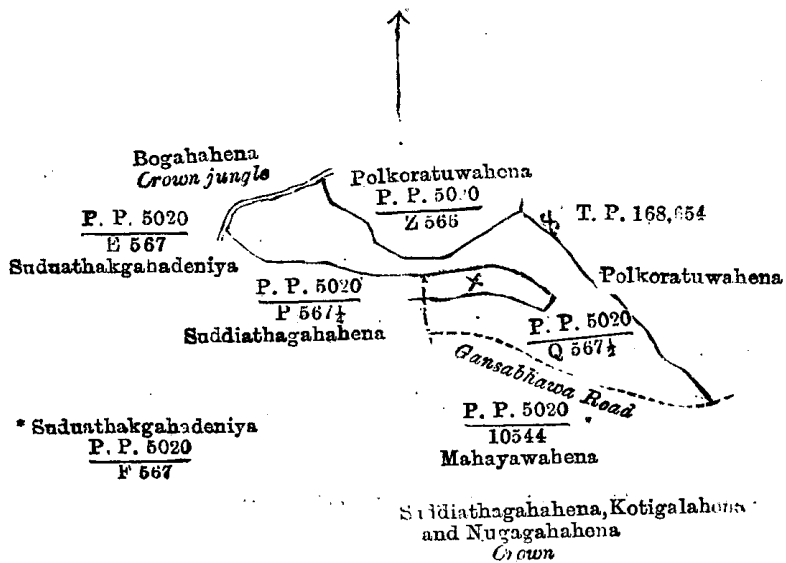 Bogahahena
Crown jungle
Polkoratuwahena
P. P. 5020
Z 566
T. P. 168,654
P. P. 5020
E 567
Suduathakgahadeniya
Polkoratuwahena
P. P. 5020
P 567½
Suddiathagahahena
P. P. 5020
Q 567½
Gansabhawa Road
P. P. 5020
10544
Mahayawahena
* Suduathakgahadeniya
P. P. 5020
F 567
Suddiathagahahena, Kotigalahena
and Nugagahahena
Crown